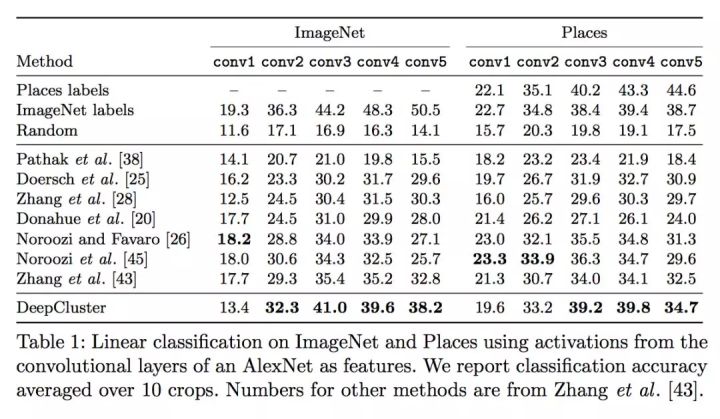 ImageNet Places
Method conv1 conv2 conv3 conv4 conv5 conv1 conv2 conv3 conv4 conv5
Places labels – – – – – 22.1 35.1 40.2 43.3 44.6
ImageNet labels 19.3 36.3 44.2 48.3 50.5 22.7 34.8 38.4 39.4 38.7
Random 11.6 17.1 16.9 16.3 14.1 15.7 20.3 19.8 19.1 17.5
Pathak et al. [38] 14.1 20.7 21.0 19.8 15.5 18.2 23.2 23.4 21.9 18.4
Doersch et al. [25] 16.2 23.3 30.2 31.7 29.6 19.7 26.7 31.9 32.7 30.9
Zhang et al. [28] 12.5 24.5 30.4 31.5 30.3 16.0 25.7 29.6 30.3 29.7
Donahue et al. [20] 17.7 24.5 31.0 29.9 28.0 21.4 26.2 27.1 26.1 24.0
Noroozi and Favaro [26] 18.2 28.8 34.0 33.9 27.1 23.0 32.1 35.5 34.8 31.3
Noroozi et al. [45] 18.0 30.6 34.3 32.5 25.7 23.3 33.9 36.3 34.7 29.6
Zhang et al. [43] 17.7 29.3 35.4 35.2 32.8 21.3 30.7 34.0 34.1 32.5
DeepCluster 13.4 32.3 41.0 39.6 38.2 19.6 33.2 39.2 39.8 34.7
Table 1: Linear classification on ImageNet and Places using activations from the
convolutional layers of an AlexNet as features. We report classification accuracy
averaged over 10 crops. Numbers for other methods are from Zhang et al. [43].